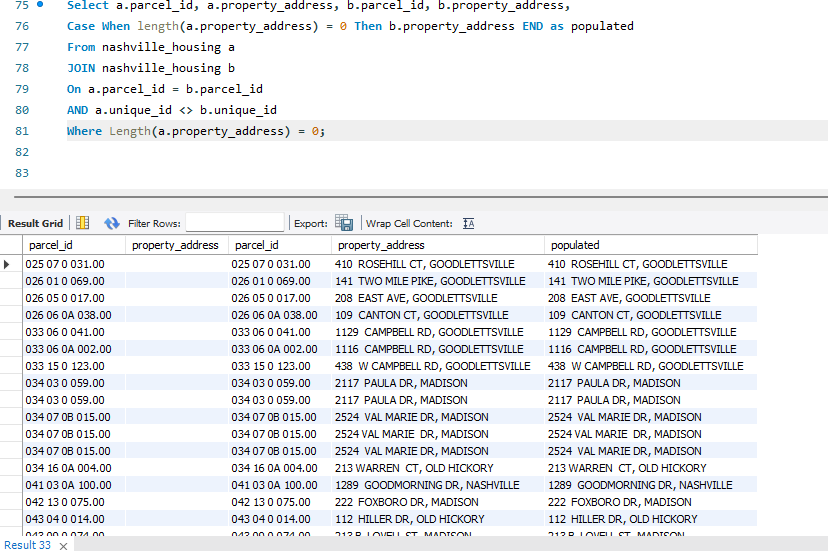 75 Select a.parcel_id, a.property_address, b.parcel_id, b.property_address,
76 Case When length(a.property_address) = 0 Then b.property_address END as populated
77 From nashville_housing a
78 JOIN nashville_housing b
79 On a.parcel_id = b.parcel_id
80 AND a.unique_id <> b.unique_id
81 Where Length(a.property_address) = 0;
82
83
Result Grid Filter Rows: Export: Wrap Cell Content: IA
parcel_id property_address parcel_id property_address populated
025 07 0 031.00 025 07 0 031.00 410 ROSEHILL CT, GOODLETTSVILLE 410 ROSEHILL CT, GOODLETTSVILLE
026 01 0 069.00 026 01 0 069.00 141 TWO MILE PIKE, GOODLETTSVILLE 141 TWO MILE PIKE, GOODLETTSVILLE
026 05 0 017.00 026 05 0 017.00 208 EAST AVE, GOODLETTSVILLE 208 EAST AVE, GOODLETTSVILLE
026 06 0A 038.00 026 06 0A 038.00 109 CANTON CT, GOODLETTSVILLE 109 CANTON CT, GOODLETTSVILLE
033 06 0 041.00 033 06 0 041.00 1129 CAMPBELL RD, GOODLETTSVILLE 1129 CAMPBELL RD, GOODLETTSVILLE
033 06 0A 002.00 033 06 0A 002.00 1116 CAMPBELL RD, GOODLETTSVILLE 1116 CAMPBELL RD, GOODLETTSVILLE
033 15 0 123.00 033 15 0 123.00 438 W CAMPBELL RD, GOODLETTSVILLE 438 W CAMPBELL RD, GOODLETTSVILLE
034 03 0 059.00 034 03 0 059.00 2117 PAULA DR, MADISON 2117 PAULA DR, MADISON
034 03 0 059.00 034 03 0 059.00 2117 PAULA DR, MADISON 2117 PAULA DR, MADISON
034 07 0B 015.00 034 07 0B 015.00 2524 VAL MARIE DR, MADISON 2524 VAL MARIE DR, MADISON
034 07 0B 015.00 034 07 0B 015.00 2524 VAL MARIE DR, MADISON 2524 VAL MARIE DR, MADISON
034 07 0B 015.00 034 07 0B 015.00 2524 VAL MARIE DR, MADISON 2524 VAL MARIE DR, MADISON
034 16 0A 004.00 034 16 0A 004.00 213 WARREN CT, OLD HICKORY 213 WARREN CT, OLD HICKORY
041 03 0A 100.00 041 03 0A 100.00 1289 GOODMORNING DR, NASHVILLE 1289 GOODMORNING DR, NASHVILLE
042 13 0 075.00 042 13 0 075.00 222 FOXBORO DR, MADISON 222 FOXBORO DR, MADISON
043 04 0 014.00 043 04 0 014.00 112 HILLER DR, OLD HICKORY 112 HILLER DR, OLD HICKORY
Result 33